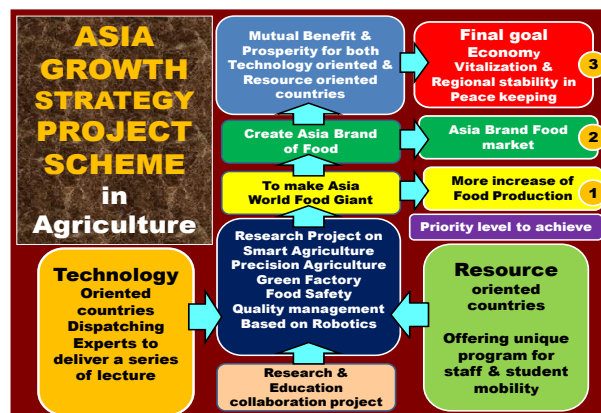 ASIA
GROWTH
STRATEGY
PROJECT
SCHEME
in
Agriculture
Mutual Benefit &
Prosperity for both
Technology oriented &
Resource oriented
countries
Final goal
Economy
Vitalization &
Regional stability in
Peace keeping
3
Create Asia Brand
of Food
Asia Brand Food
market
2
To make Asia
World Food Giant
More increase of
Food Production
1
Priority level to achieve
Technology
Oriented
countries
Dispatching
Experts to
deliver a series
of lecture
Research Project on
Smart Agriculture
Precision Agriculture
Green Factory
Food Safety
Quality management
Based on Robotics
Resource
oriented
countries
Offering unique
program for
staff & student
mobility
Research &
Education
collaboration project